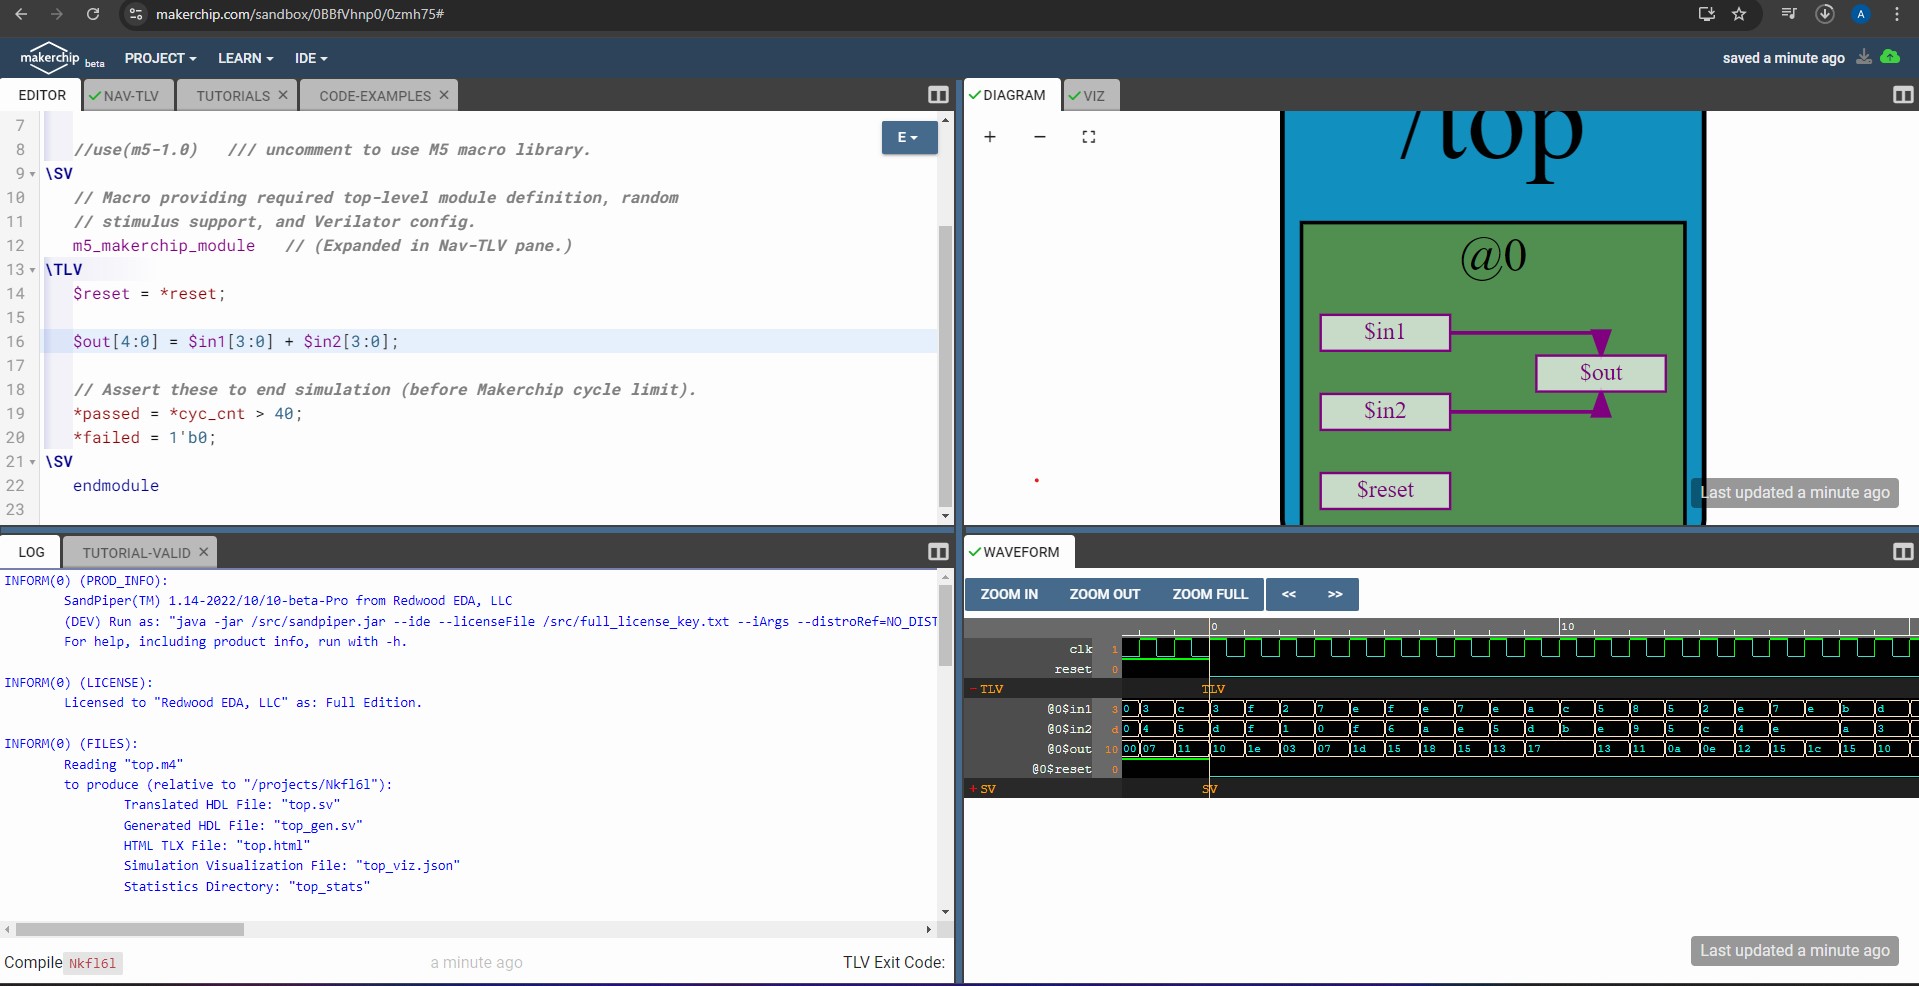 makerchip.com/sandbox/0BBfVhnp0/0zmh75#
A
makerchip beta
PROJECT
LEARN
IDE
saved a minute ago
EDITOR
NAV-TLV
TUTORIALS
CODE-EXAMPLES
E
7
8 //use(m5-1.0)   /// uncomment to use M5 macro library.
9 \SV
10 // Macro providing required top-level module definition, random
11 // stimulus support, and Verilator config.
12 m5_makerchip_module   // (Expanded in Nav-TLV pane.)
13 \TLV
14 $reset = *reset;
15
16 $out[4:0] = $in1[3:0] + $in2[3:0];
17
18 // Assert these to end simulation (before Makerchip cycle limit).
19 *passed = *cyc_cnt > 40;
20 *failed = 1'b0;
21 \SV
22 endmodule
23
DIAGRAM
VIZ
/top
@0
$in1
$out
$in2
$reset
Last updated a minute ago
LOG
TUTORIAL-VALID
INFORM(0) (PROD_INFO):
SandPiper(TM) 1.14-2022/10/10-beta-Pro from Redwood EDA, LLC
(DEV) Run as: "java -jar /src/sandpiper.jar --ide --licenseFile /src/full_license_key.txt --iArgs --distroRef=NO_DIST
For help, including product info, run with -h.
INFORM(0) (LICENSE):
Licensed to "Redwood EDA, LLC" as: Full Edition.
INFORM(0) (FILES):
Reading "top.m4"
to produce (relative to "/projects/Nkfl6l"):
Translated HDL File: "top.sv"
Generated HDL File: "top_gen.sv"
HTML TLX File: "top.html"
Simulation Visualization File: "top_viz.json"
Statistics Directory: "top_stats"
Compile Nkfl6l
a minute ago
TLV Exit Code:
WAVEFORM
ZOOM IN
ZOOM OUT
ZOOM FULL
<<
>>
0 10
clk 1
reset 0
- TLV TLV
@0$in1 3 0 3 c 3 f 2 7 e f e 7 e a c 5 8 5 2 e 7 e b d
@0$in2 d 0 4 5 d f 1 0 f 6 a e 5 d b e 9 5 c 4 e a 3
@0$out 10 00 07 11 10 1e 03 07 1d 15 18 15 13 17 13 11 0a 0e 12 15 1c 15 10
@0$reset 0
+ SV SV
Last updated a minute ago